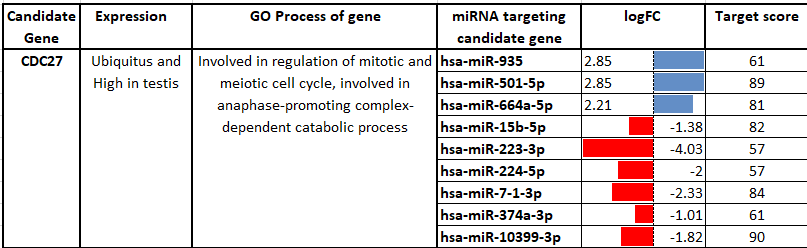 Candidate Gene
Expression
GO Process of gene
miRNA targeting candidate gene
logFC
Target score
CDC27
Ubiquitus and
High in testis
Involved in regulation of mitotic and
meiotic cell cycle, involved in
anaphase-promoting complex-
dependent catabolic process
hsa-miR-935 2.85 61
hsa-miR-501-5p 2.85 89
hsa-miR-664a-5p 2.21 81
hsa-miR-15b-5p -1.38 82
hsa-miR-223-3p -4.03 57
hsa-miR-224-5p -2 57
hsa-miR-7-1-3p -2.33 84
hsa-miR-374a-3p -1.01 61
hsa-miR-10399-3p -1.82 90